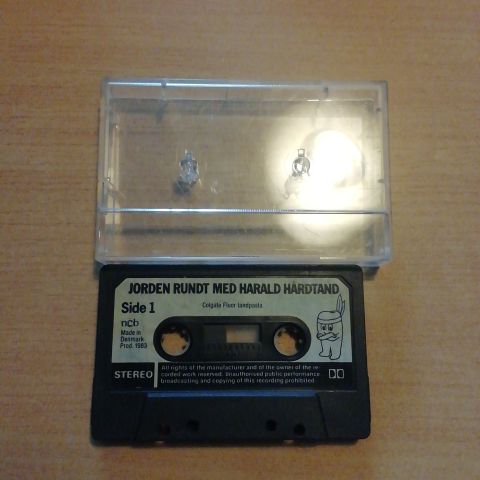 JORDEN RUNDT MED HARALD HÅRDTAND
Side 1
Colgate Fluor tandpasta.
ncb
Made in
Denmark
Prod. 1983
STEREO
All rights of the manufacturer and of the owner of the re-
corded work reserved. Unauthorised public performance
broadcasting and copying of this recording prohibited.